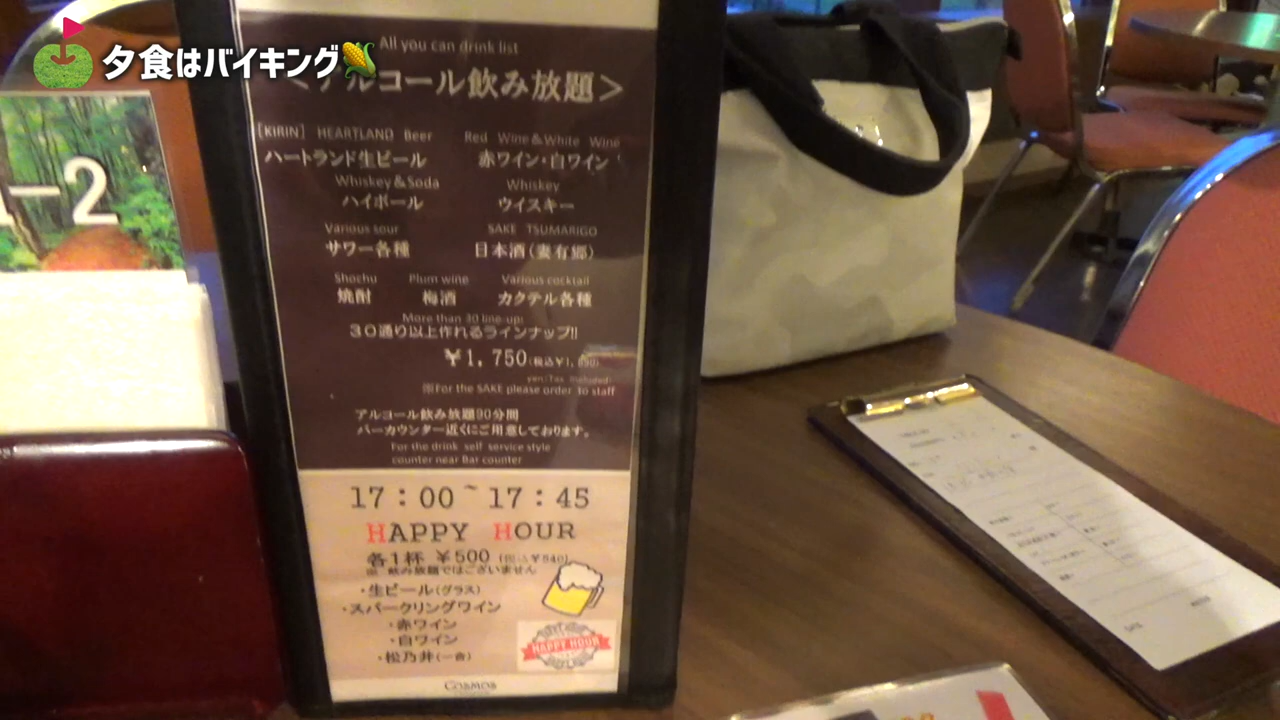 夕食はバイキング
-2
All you can drink list
コール飲み放題>
[KIRIN] HEARTLAND Beer Red Wine&White Wine
ハートランド生ビール 赤ワイン・白ワイン
Whiskey&Soda Whiskey
ハイボール ウイスキー
Various sour SAKE TSUMARIGO
サワー各種 日本酒(妻有郷)
Shochu Plum wine Various cocktail
焼酎 梅酒 カクテル各種
More than 30 line-up!
30通り以上作れるラインナップ!!
¥1,750
yen:Tax included)
※For the SAKE please order to staff
アルコール飲み放題90分間
バーカウンター近くにご用意しております。
For the drink self service style
counter near Bar counter
17:00~17:45
HAPPY HOUR
各1杯 ¥500 (税込¥540)
※ 飲み放題ではございません
・生ビール(グラス)
・スパークリングワイン
・赤ワイン
・白ワイン
・松乃井(一合)
HAPPY HOUR
COSMOS